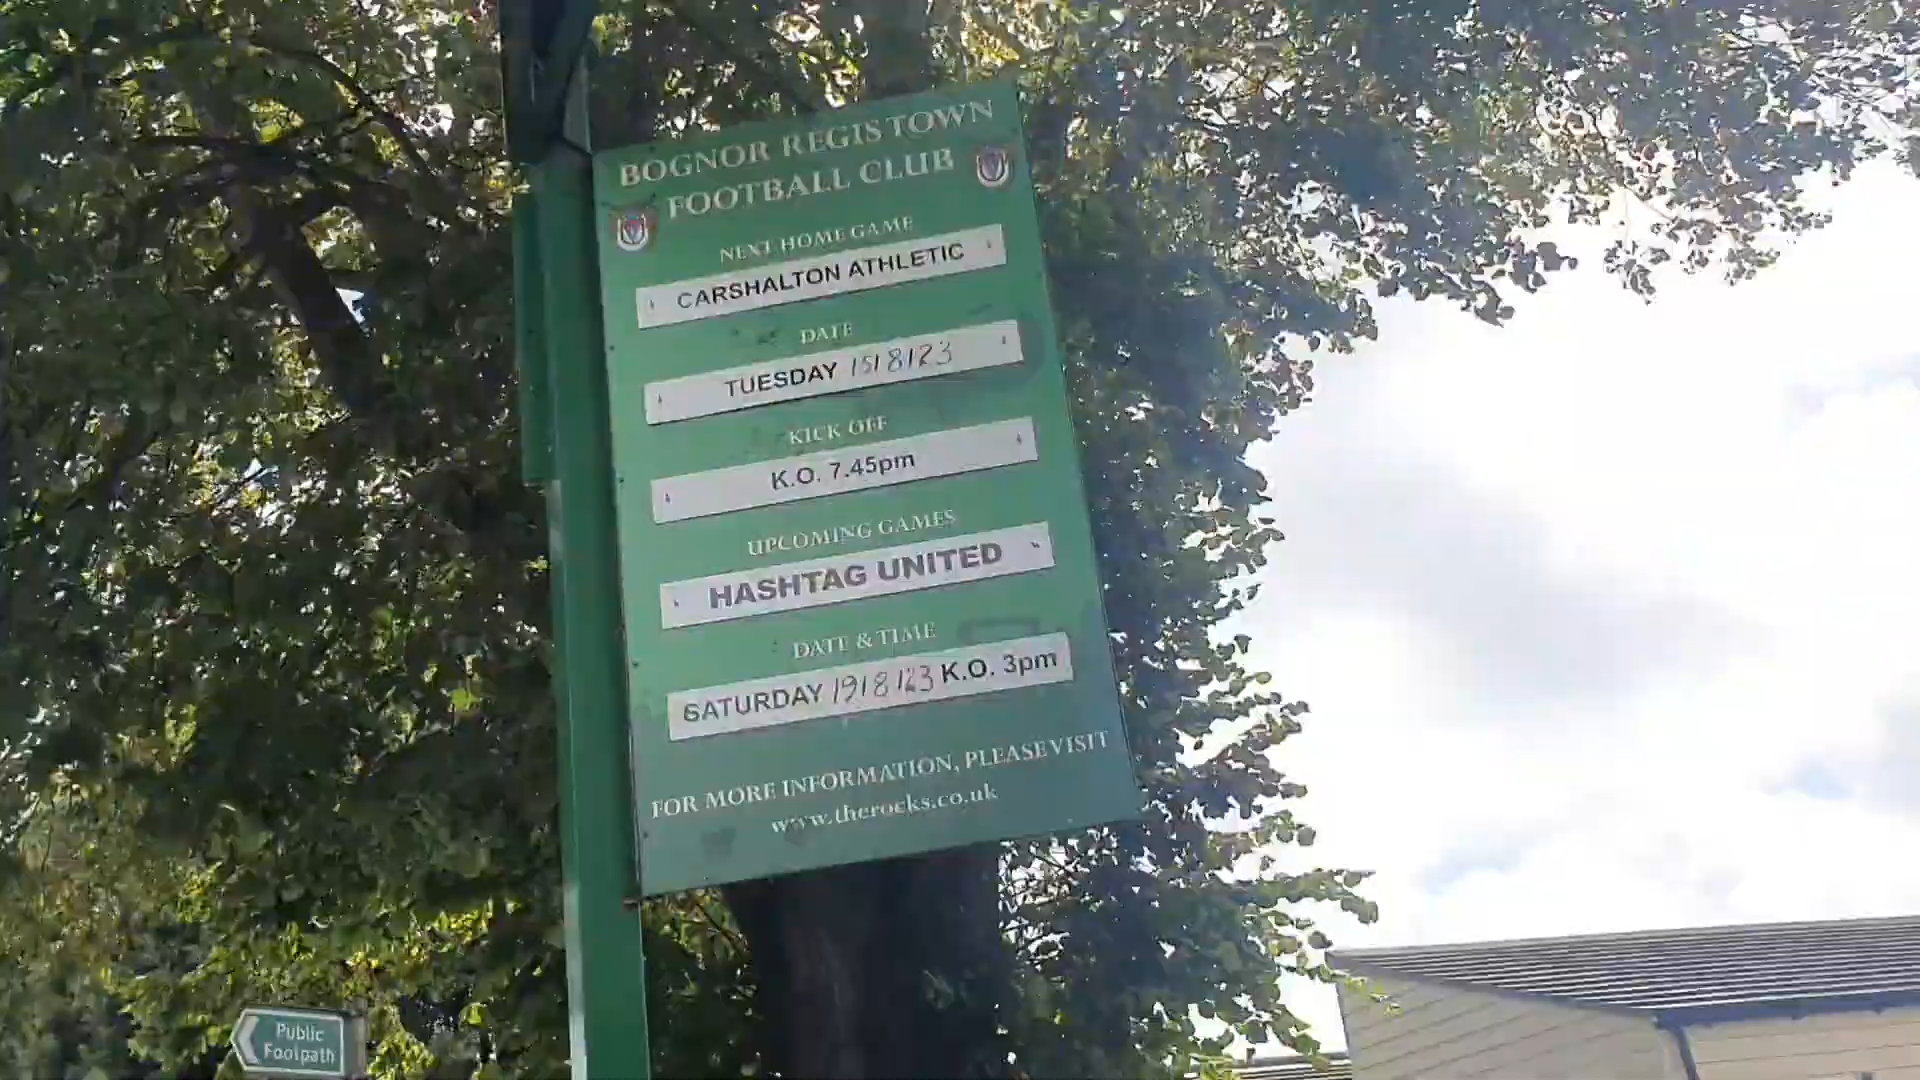 BOGNOR REGIS TOWN
FOOTBALL CLUB
NEXT HOME GAME
CARSHALTON ATHLETIC
DATE
TUESDAY 15/8/23
KICK OFF
K.O. 7.45pm
UPCOMING GAMES
HASHTAG UNITED
DATE & TIME
SATURDAY 19/8/23 K.O. 3pm
FOR MORE INFORMATION, PLEASE VISIT
www.therocks.co.uk
Public
Footpath